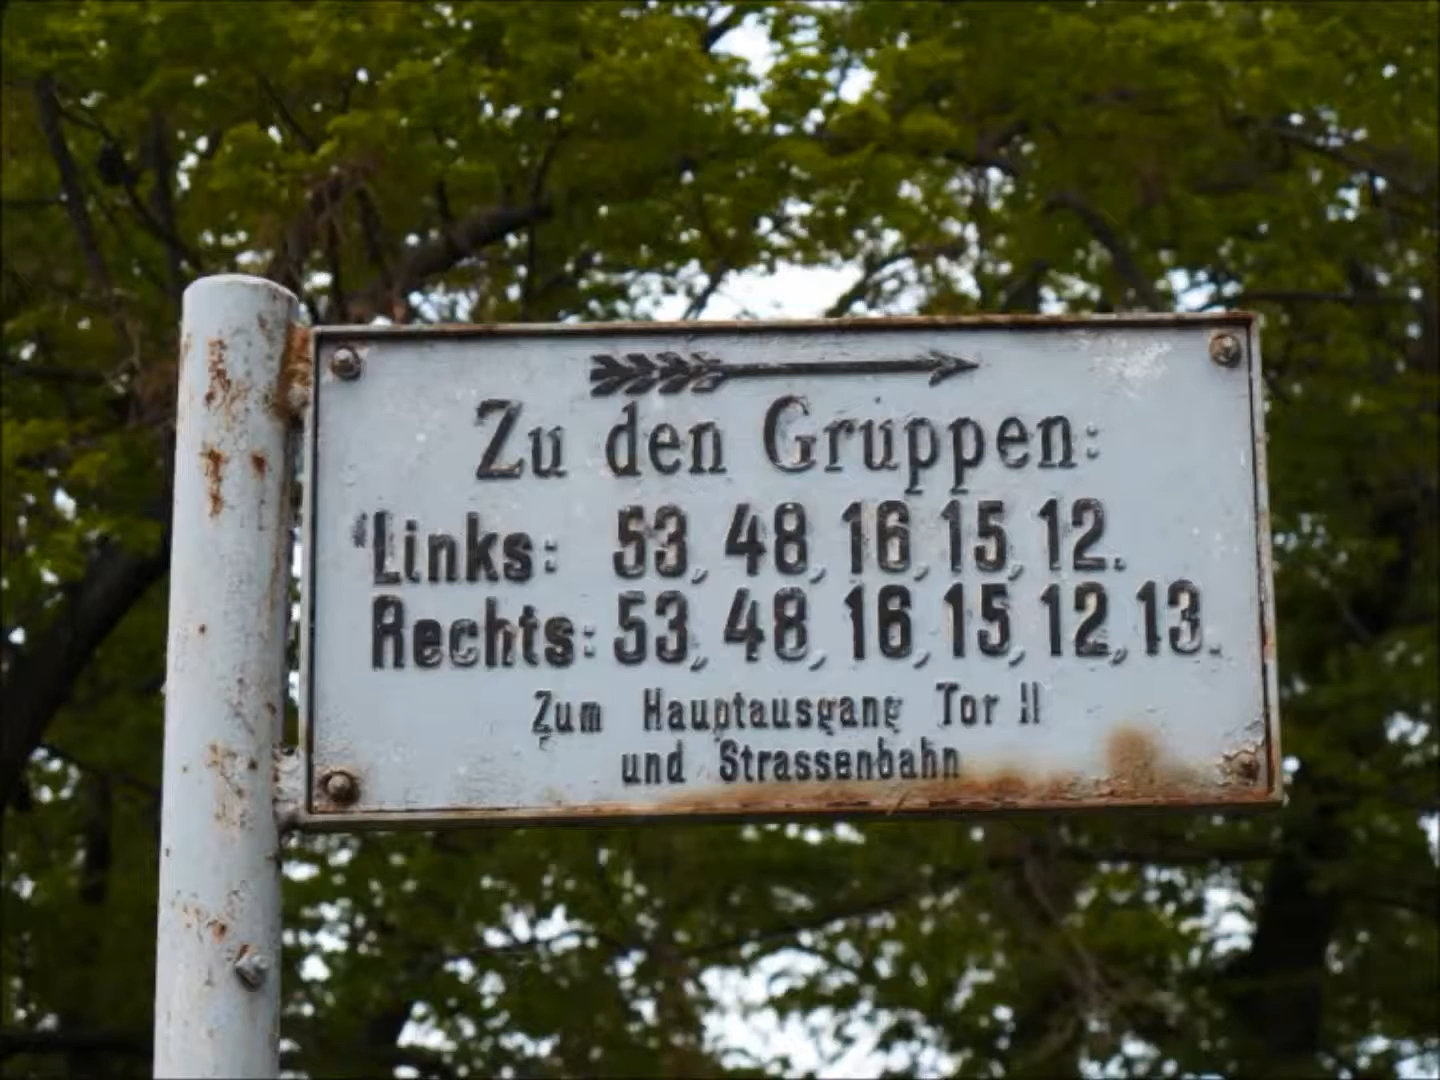 Zu den Gruppen:
Links: 53, 48, 16, 15, 12.
Rechts: 53, 48, 16, 15, 12, 13.
Zum Hauptausgang Tor II
und Strassenbahn